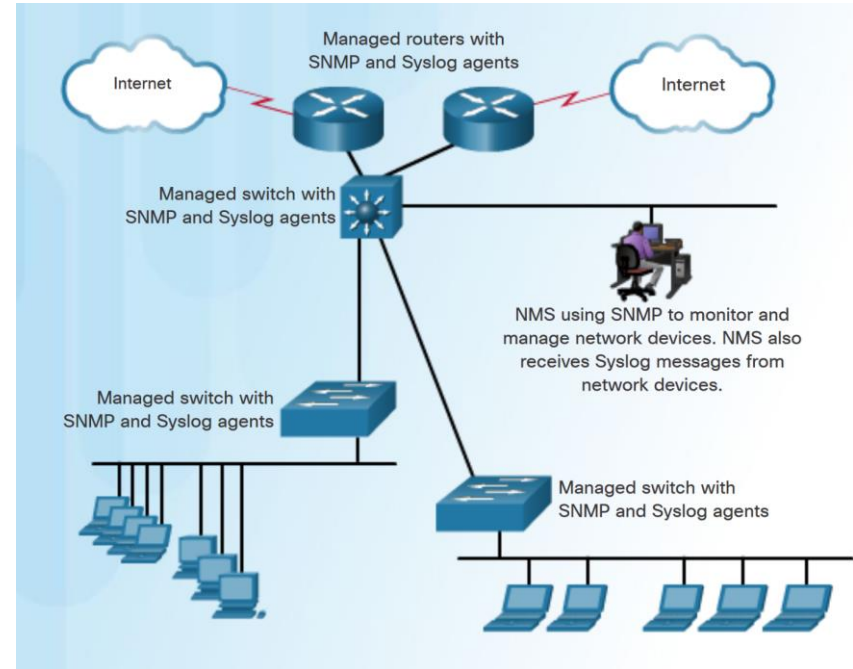 Managed routers with
SNMP and Syslog agents
Internet
Internet
Managed switch with
SNMP and Syslog agents
NMS using SNMP to monitor and
manage network devices. NMS also
receives Syslog messages from
network devices.
Managed switch with
SNMP and Syslog agents
Managed switch with
SNMP and Syslog agents